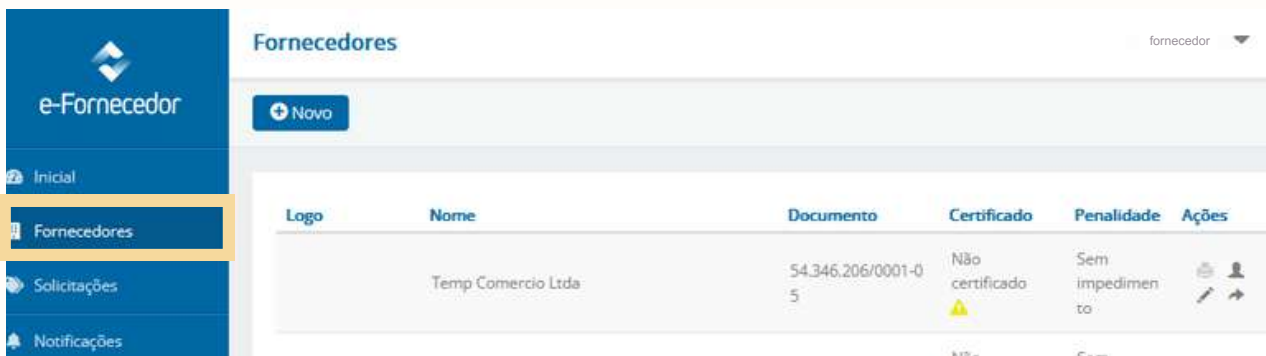 e-Fornecedor
Inicial
Fornecedores
Solicitações
Notificações
Fornecedores
fornecedor
Novo
Logo Nome Documento Certificado Penalidade Ações
Temp Comercio Ltda
54.346.206/0001-0
5
Não
certificado
Sem
impedimen
to